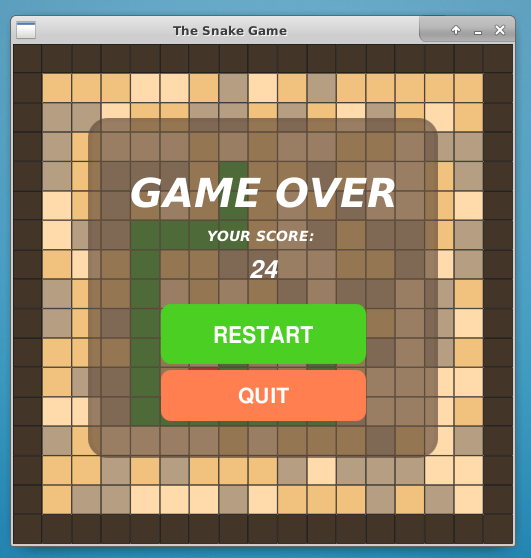 The Snake Game
GAME OVER
YOUR SCORE:
24
RESTART
QUIT